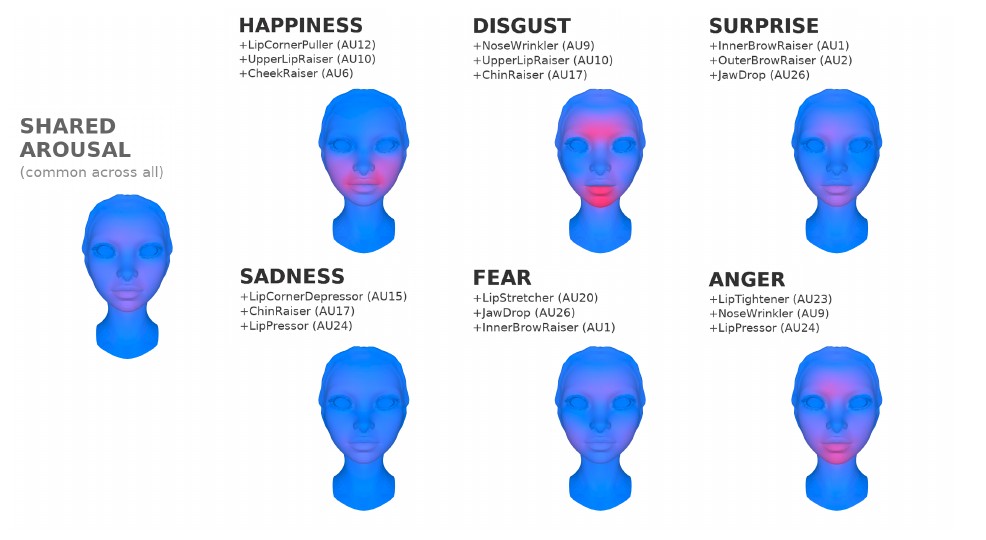 SHARED
AROUSAL
(common across all)
HAPPINESS
+LipCornerPuller (AU12)
+UpperLipRaiser (AU10)
+CheekRaiser (AU6)
DISGUST
+NoseWrinkler (AU9)
+UpperLipRaiser (AU10)
+ChinRaiser (AU17)
SURPRISE
+InnerBrowRaiser (AU1)
+OuterBrowRaiser (AU2)
+JawDrop (AU26)
SADNESS
+LipCornerDepressor (AU15)
+ChinRaiser (AU17)
+LipPressor (AU24)
FEAR
+LipStretcher (AU20)
+JawDrop (AU26)
+InnerBrowRaiser (AU1)
ANGER
+LipTightener (AU23)
+NoseWrinkler (AU9)
+LipPressor (AU24)